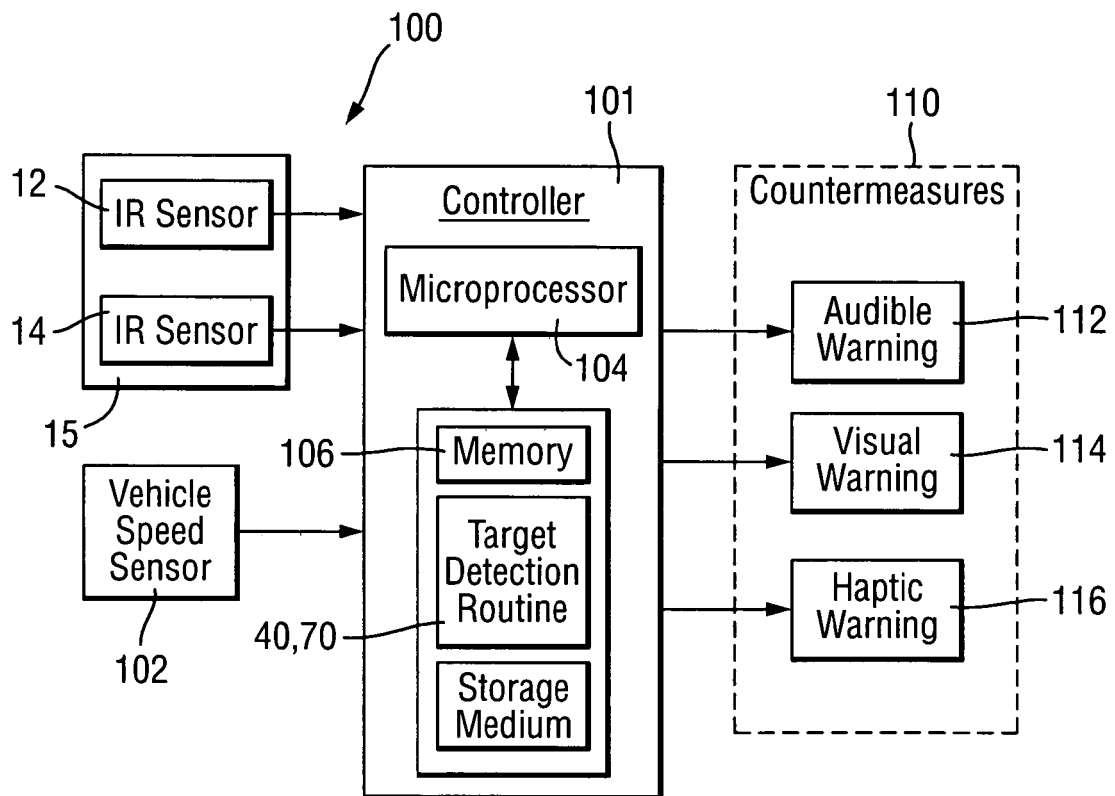 100
101
110
12
IR Sensor
Controller
Countermeasures
Microprocessor
14
IR Sensor
104
Audible
Warning
112
15
106
Memory
Visual
Warning
114
Vehicle
Speed
Sensor
Target
Detection
Routine
40,70
Haptic
Warning
116
102
Storage
Medium